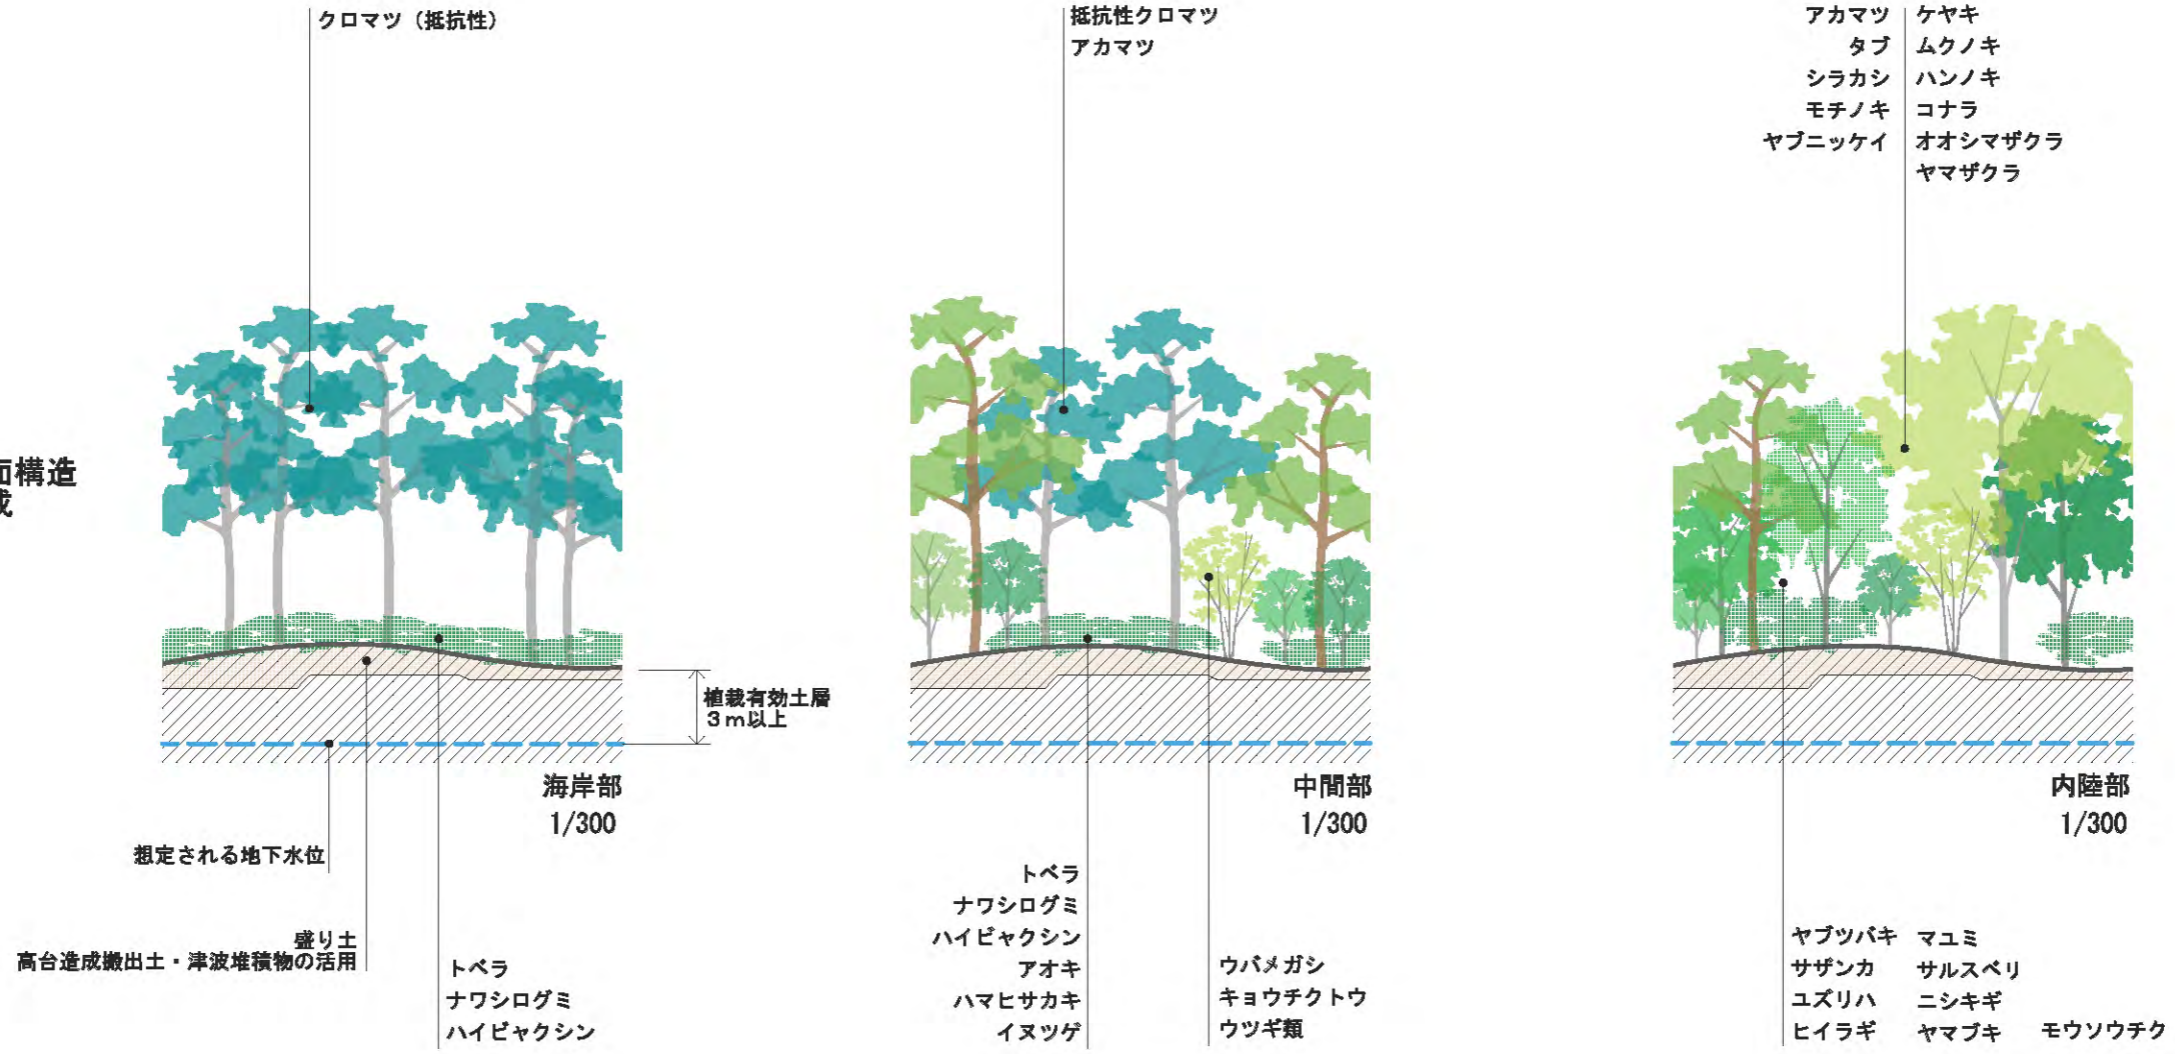 クロマツ（抵抗性）
抵抗性クロマツ
アカマツ
アカマツ
タブ
シラカシ
モチノキ
ヤブニッケイ
ケヤキ
ムクノキ
ハンノキ
コナラ
オオシマザクラ
ヤマザクラ
面構造
成
植栽有効土層
３ｍ以上
海岸部
1/300
中間部
1/300
内陸部
1/300
想定される地下水位
盛り土
高台造成搬出土・津波堆積物の活用
トベラ
ナワシログミ
ハイビャクシン
トベラ
ナワシログミ
ハイビャクシン
アオキ
ハマヒサカキ
イヌツゲ
ウバメガシ
キョウチクトウ
ウツギ類
ヤブツバキ
サザンカ
ユズリハ
ヒイラギ
マユミ
サルスベリ
ニシキギ
ヤマブキ
モウソウチク